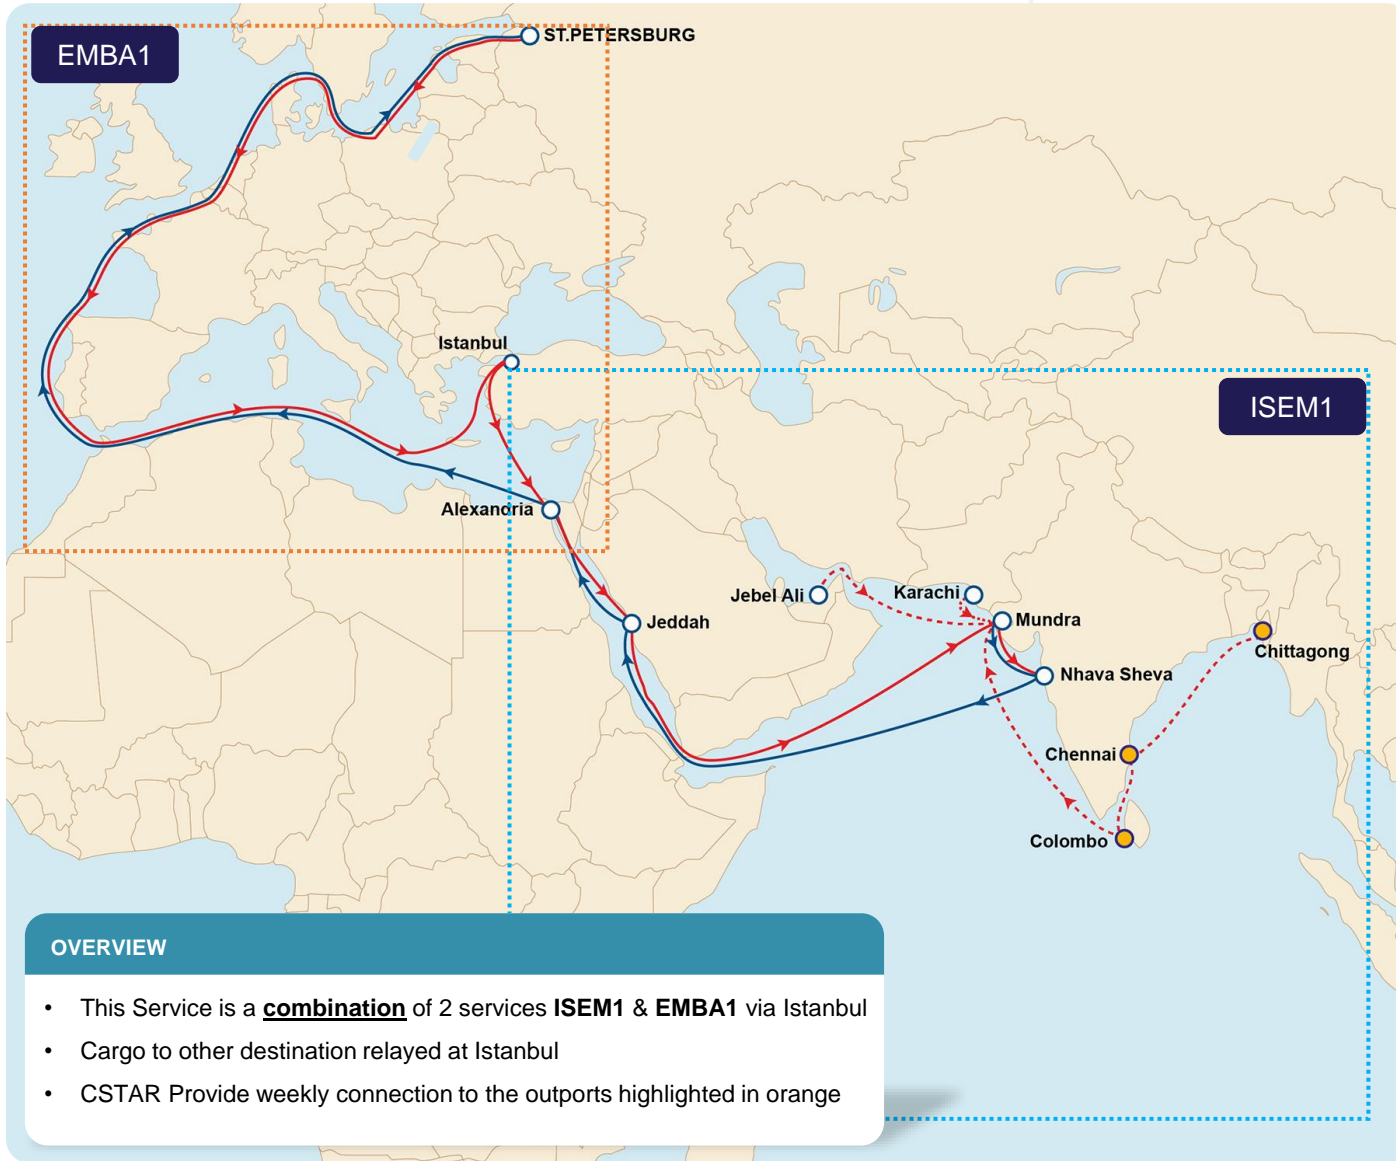 EMBA1
ST.PETERSBURG
Istanbul
ISEM1
Alexandria
Jebel Ali
Karachi
Jeddah
Mundra
Chittagong
Nhava Sheva
Chennai
Colombo
OVERVIEW
• This Service is a combination of 2 services ISEM1 & EMBA1 via Istanbul
• Cargo to other destination relayed at Istanbul
• CSTAR Provide weekly connection to the outports highlighted in orange